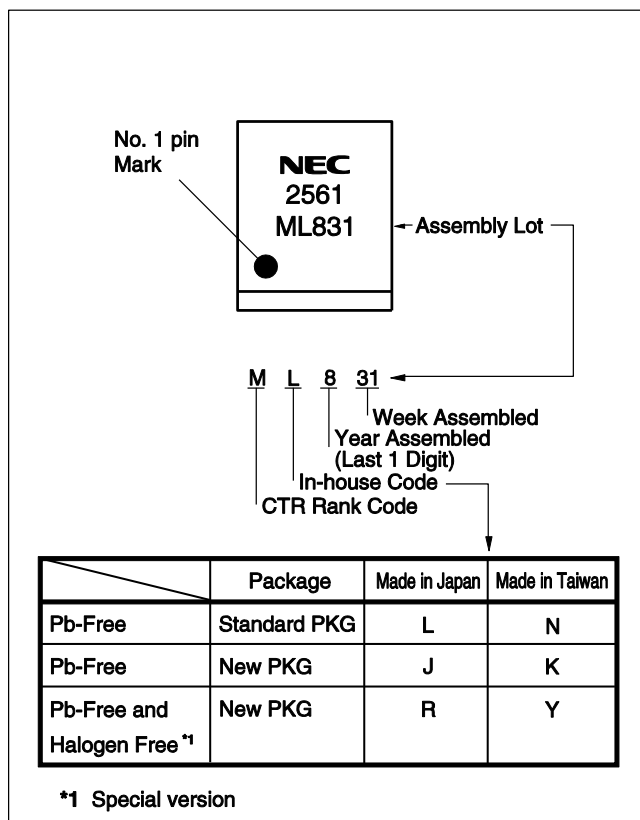 No. 1 pin
Mark
NEC
2561
ML831
Assembly Lot
M L 8 31
Week Assembled
Year Assembled
(Last 1 Digit)
In-house Code
CTR Rank Code
Package Made in Japan Made in Taiwan
Pb-Free Standard PKG L N
Pb-Free New PKG J K
Pb-Free and New PKG R Y
Halogen Free *1
*1 Special version